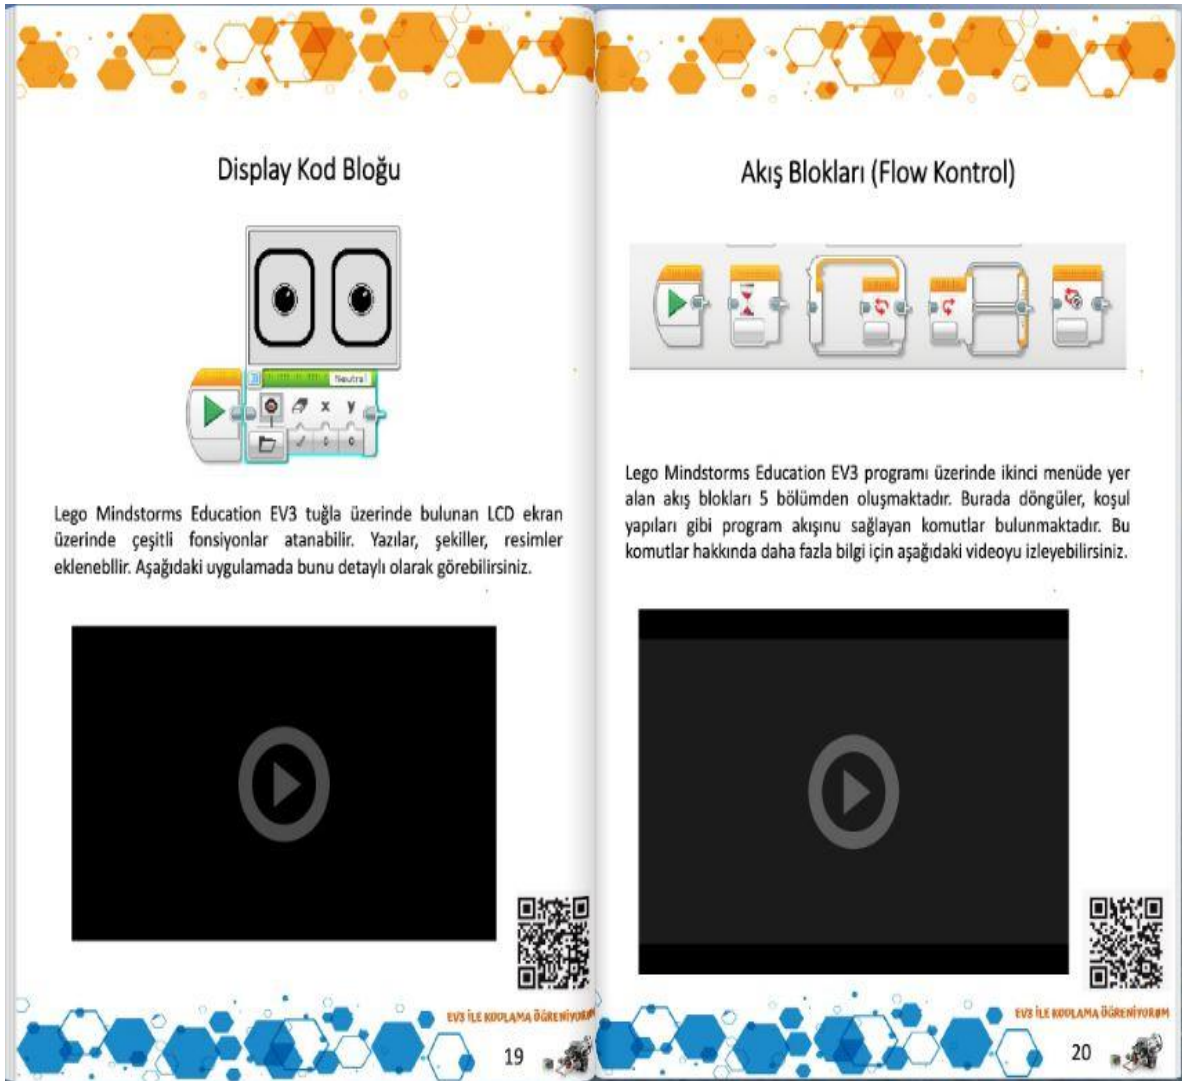 Display Kod Bloğu
Neutral
x y
Lego Mindstorms Education EV3 tuğla üzerinde bulunan LCD ekran
üzerinde çeşitli fonsiyonlar atanabilir. Yazılar, şekiller, resimler
eklenebllir. Aşağıdaki uygulamada bunu detaylı olarak görebilirsiniz.
EV3 İLE KODLAMA ÖĞRENİYORUM
19
Akış Blokları (Flow Kontrol)
Lego Mindstorms Education EV3 programı üzerinde ikinci menüde yer
alan akış blokları 5 bölümden oluşmaktadır. Burada döngüler, koşul
yapıları gibi program akışını sağlayan komutlar bulunmaktadır. Bu
komutlar hakkında daha fazla bilgi için aşağıdaki videoyu izleyebilirsiniz.
EV3 İLE KODLAMA ÖĞRENİYORUM
20